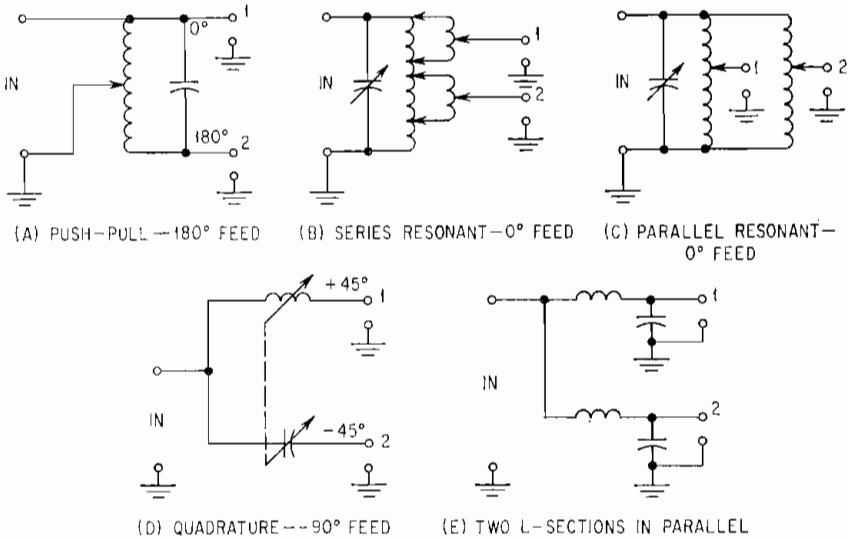 1
0°
IN
180°
2
(A) PUSH-PULL--180° FEED
IN
1
2
(B) SERIES RESONANT-0° FEED
IN
1
2
(C) PARALLEL RESONANT-
0° FEED
+45°
1
IN
-45°
2
(D) QUADRATURE--90° FEED
1
IN
2
(E) TWO L-SECTIONS IN PARALLEL